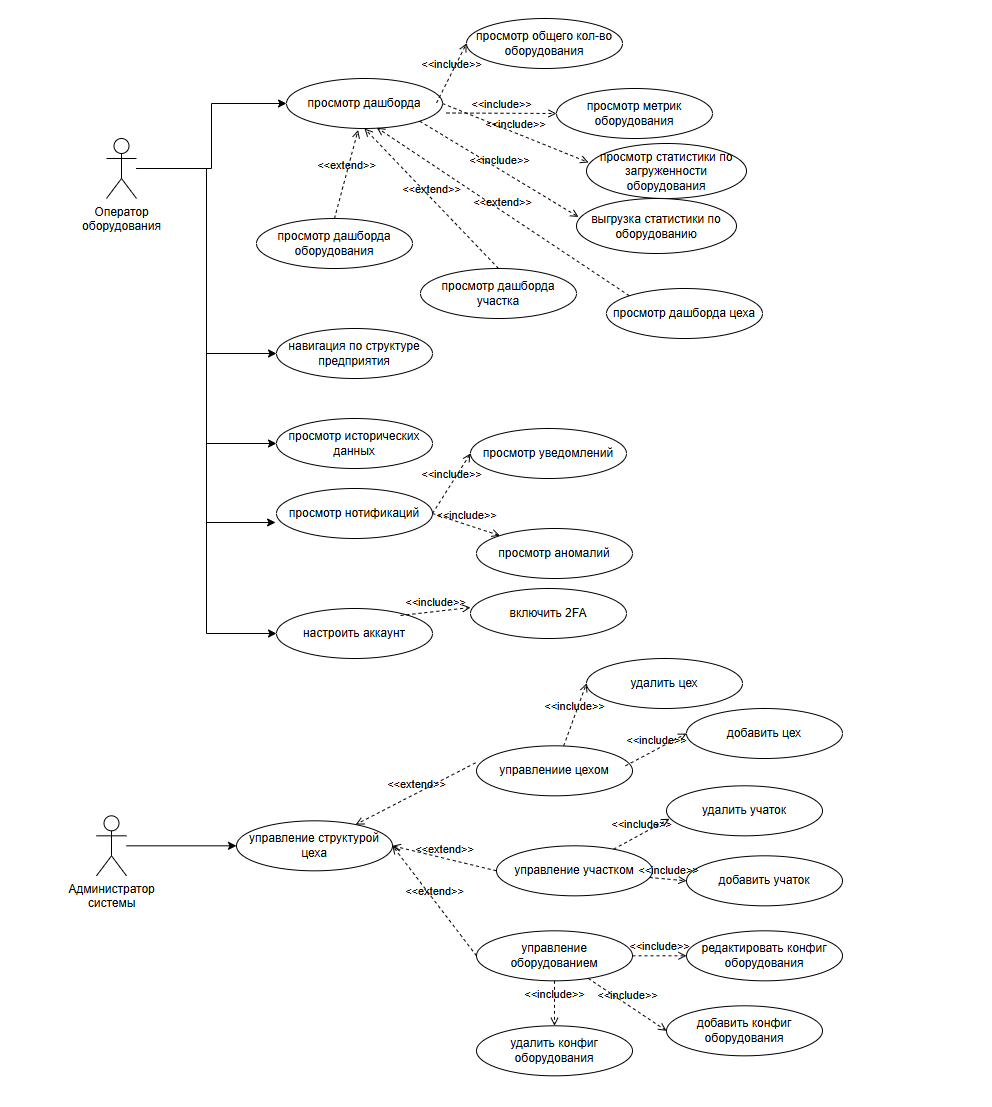 просмотр общего кол-во
оборудования
<<include>>
просмотр дашборда
<<include>>
просмотр метрик
оборудования
<<include>>
<<include>>
просмотр статистики по
загруженности
оборудования
<<extend>>
<<extend>>
<<extend>>
Оператор
оборудования
выгрузка статистики по
оборудованию
просмотр дашборда
оборудования
просмотр дашборда
участка
просмотр дашборда цеха
навигация по структуре
предприятия
просмотр исторических
данных
просмотр уведомлений
<<include>>
просмотр нотификаций
<<include>>
просмотр аномалий
<<include>>
включить 2FA
настроить аккаунт
удалить цех
<<include>>
добавить цех
<<include>>
управлениие цехом
<<extend>>
удалить учаток
<<include>>
управление структурой
цеха
<<extend>>
управление участком
<<include>>
добавить учаток
Администратор
системы
<<extend>>
управление
оборудованием
<<include>>
редактировать конфиг
оборудования
<<include>>
<<include>>
добавить конфиг
оборудования
удалить конфиг
оборудования